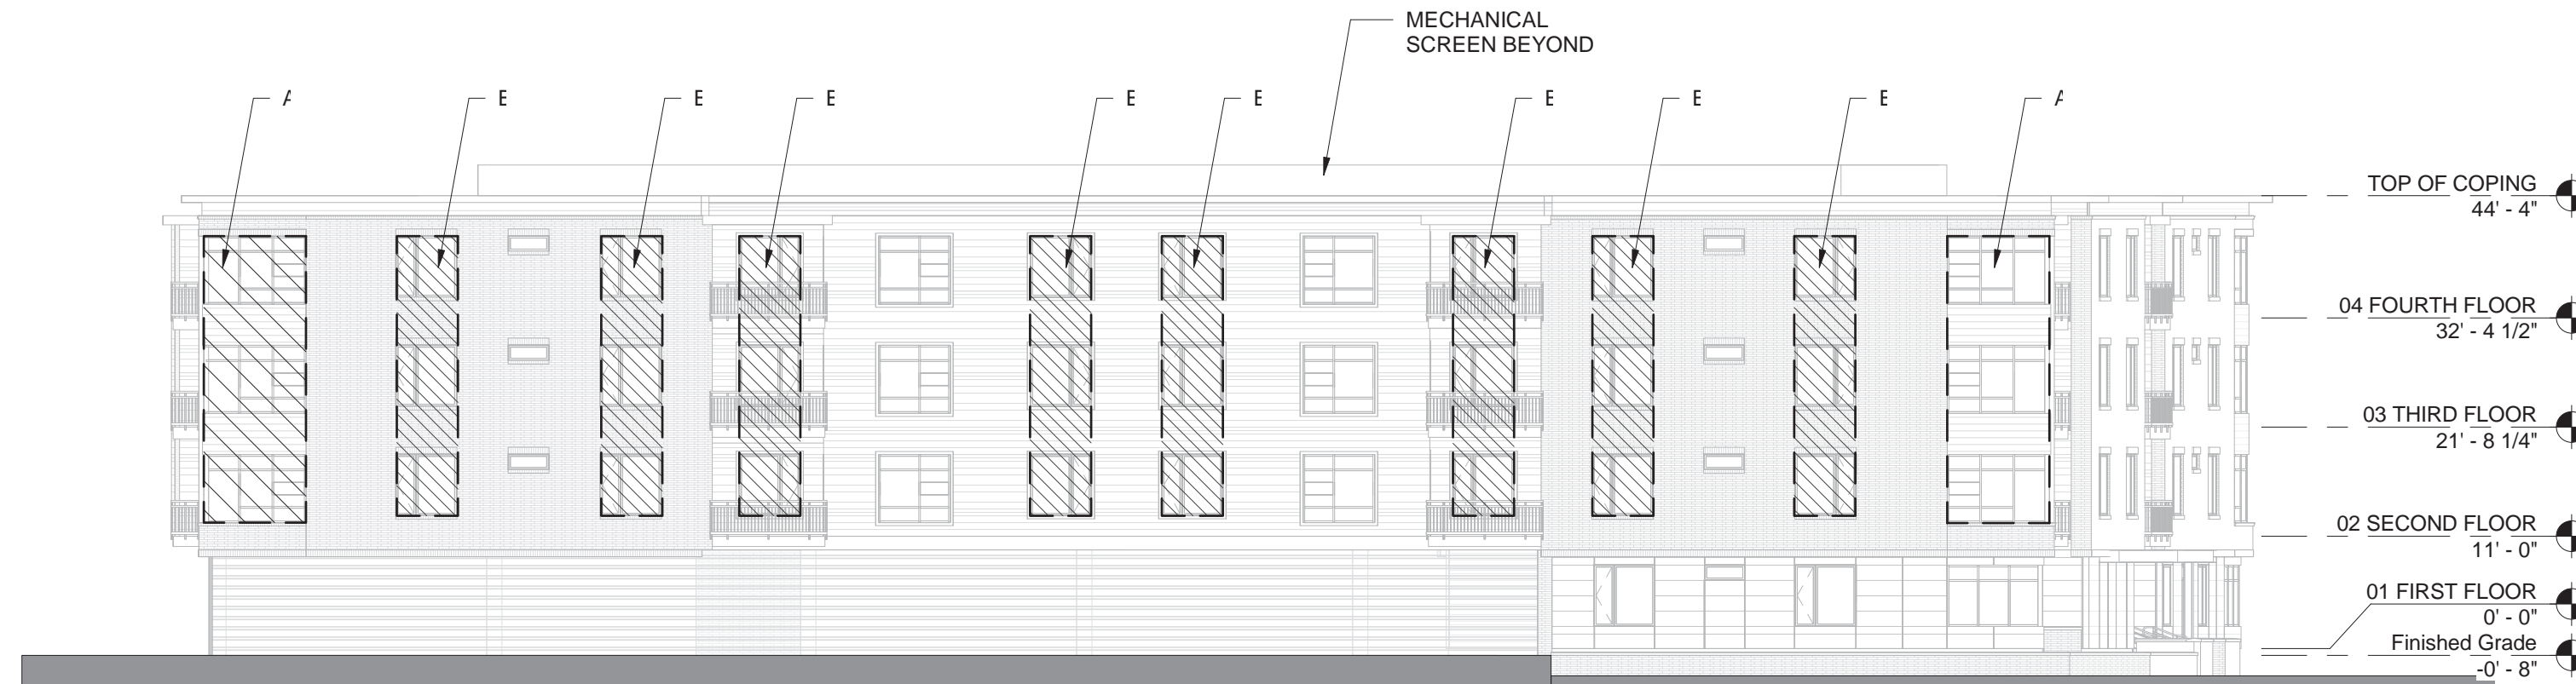 MECHANICAL
SCREEN BEYOND
TOP OF COPING
44' - 4"
04 FOURTH FLOOR
32' - 4 1/2"
03 THIRD FLOOR
21' - 8 1/4"
02 SECOND FLOOR
11' - 0"
01 FIRST FLOOR
0' - 0"
Finished Grade
-0' - 8"